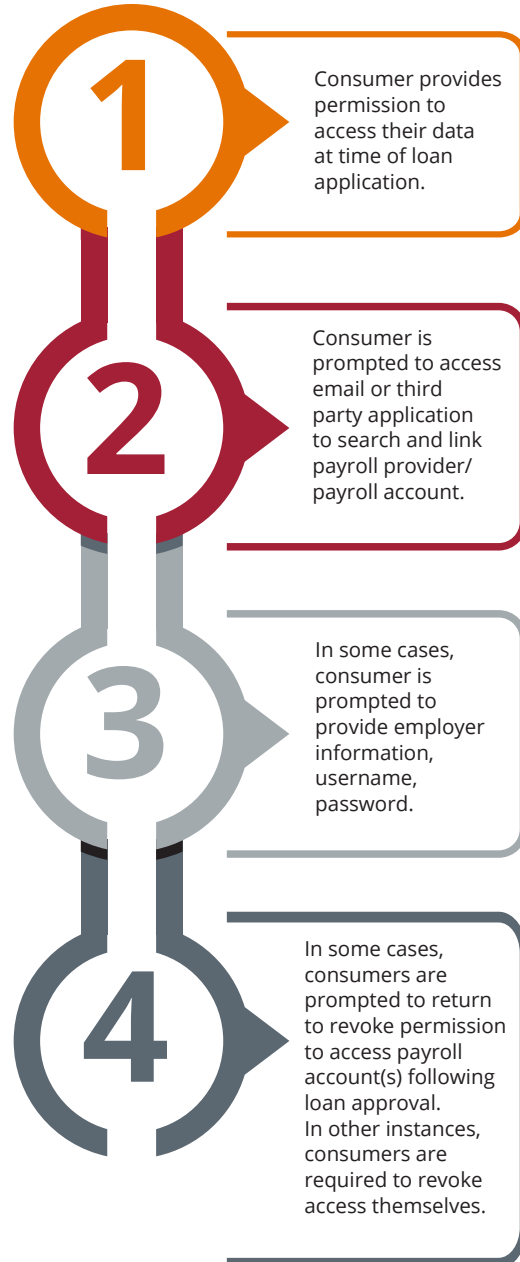 1
Consumer provides
permission to
access their data
at time of loan
application.
2
Consumer is
prompted to access
email or third
party application
to search and link
payroll provider/
payroll account.
3
In some cases,
consumer is
prompted to
provide employer
information,
username,
password.
4
In some cases,
consumers are
prompted to return
to revoke permission
to access payroll
account(s) following
loan approval.
In other instances,
consumers are
required to revoke
access themselves.